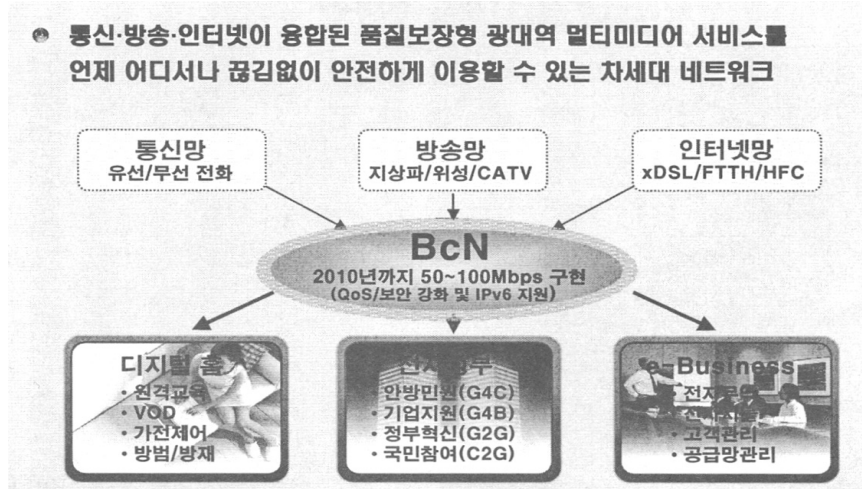 통신·방송·인터넷이 융합된 품질보장형 광대역 멀티미디어 서비스를
언제 어디서나 끊김없이 안전하게 이용할 수 있는 차세대 네트워크
통신망
유선/무선 전화
방송망
지상파/위성/CATV
인터넷망
xDSL/FTTH/HFC
BcN
2010년까지 50~100Mbps 구현
(QoS/보안 강화 및 IPv6 지원)
디지털 홈
• 원격교육
• VOD
• 가전제어
• 방범/방재
전자정부
안방민원(G4C)
• 기업지원(G4B)
• 정부혁신(G2G)
• 국민참여(C2G)
e-Business
• 고객관리
• 공급망관리